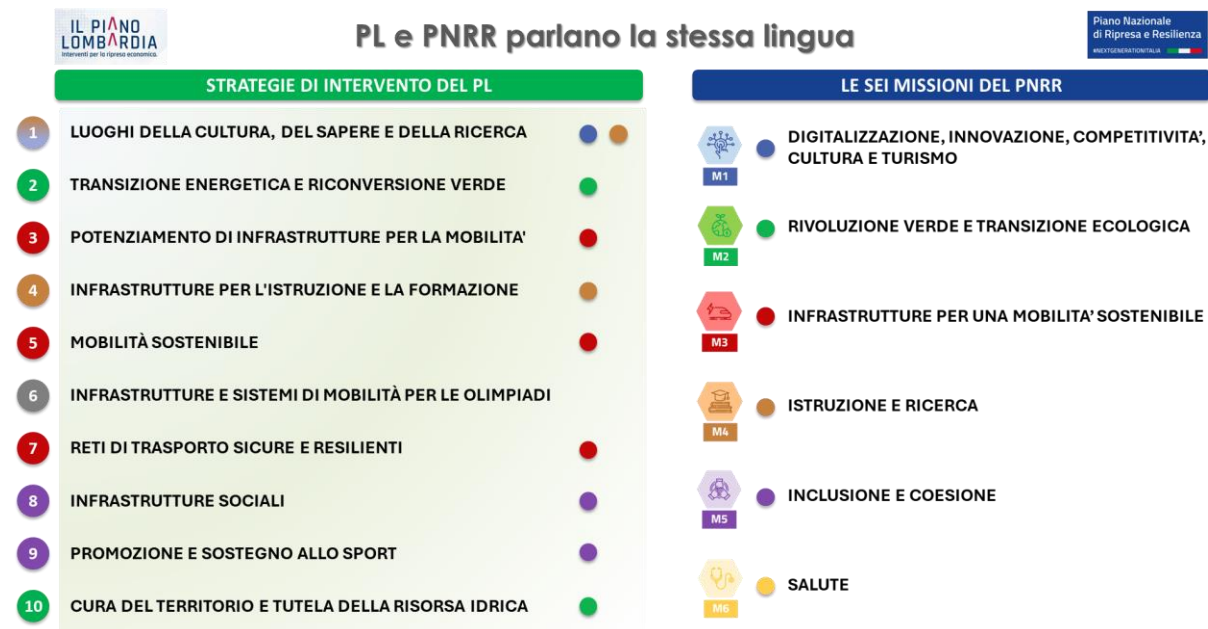 IL PIANO
LOMBARDIA
Interventi per la ripresa economica.
PL e PNRR parlano la stessa lingua
Piano Nazionale
di Ripresa e Resilienza
#NEXTGENERATIONITALIA
STRATEGIE DI INTERVENTO DEL PL
1 LUOGHI DELLA CULTURA, DEL SAPERE E DELLA RICERCA
2 TRANSIZIONE ENERGETICA E RICONVERSIONE VERDE
3 POTENZIAMENTO DI INFRASTRUTTURE PER LA MOBILITA'
4 INFRASTRUTTURE PER L'ISTRUZIONE E LA FORMAZIONE
5 MOBILITÀ SOSTENIBILE
6 INFRASTRUTTURE E SISTEMI DI MOBILITÀ PER LE OLIMPIADI
7 RETI DI TRASPORTO SICURE E RESILIENTI
8 INFRASTRUTTURE SOCIALI
9 PROMOZIONE E SOSTEGNO ALLO SPORT
10 CURA DEL TERRITORIO E TUTELA DELLA RISORSA IDRICA
LE SEI MISSIONI DEL PNRR
DIGITALIZZAZIONE, INNOVAZIONE, COMPETITIVITA’,
CULTURA E TURISMO
M1
RIVOLUZIONE VERDE E TRANSIZIONE ECOLOGICA
M2
INFRASTRUTTURE PER UNA MOBILITA’ SOSTENIBILE
M3
ISTRUZIONE E RICERCA
M4
INCLUSIONE E COESIONE
M5
SALUTE
M6